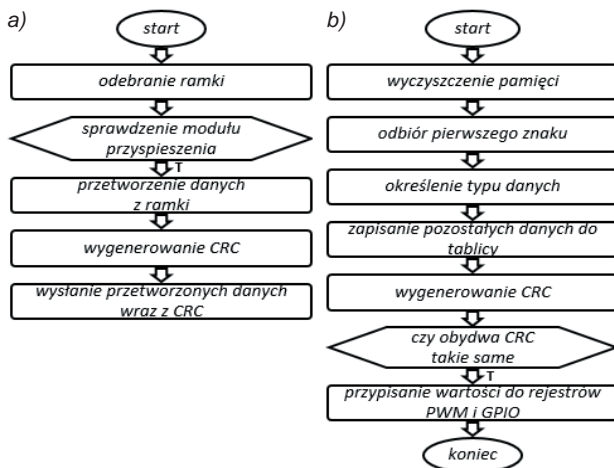 a)
start
odebranie ramki
sprawdzenie modułu
przyspieszenia
T
przetworzenie danych
z ramki
wygenerowanie CRC
wysłanie przetworzonych danych
wraz z CRC
b)
start
wyczyszczenie pamięci
odbiór pierwszego znaku
określenie typu danych
zapisanie pozostałych danych do
tablicy
wygenerowanie CRC
czy obydwa CRC
takie same
T
przypisanie wartości do rejestrów
PWM i GPIO
koniec